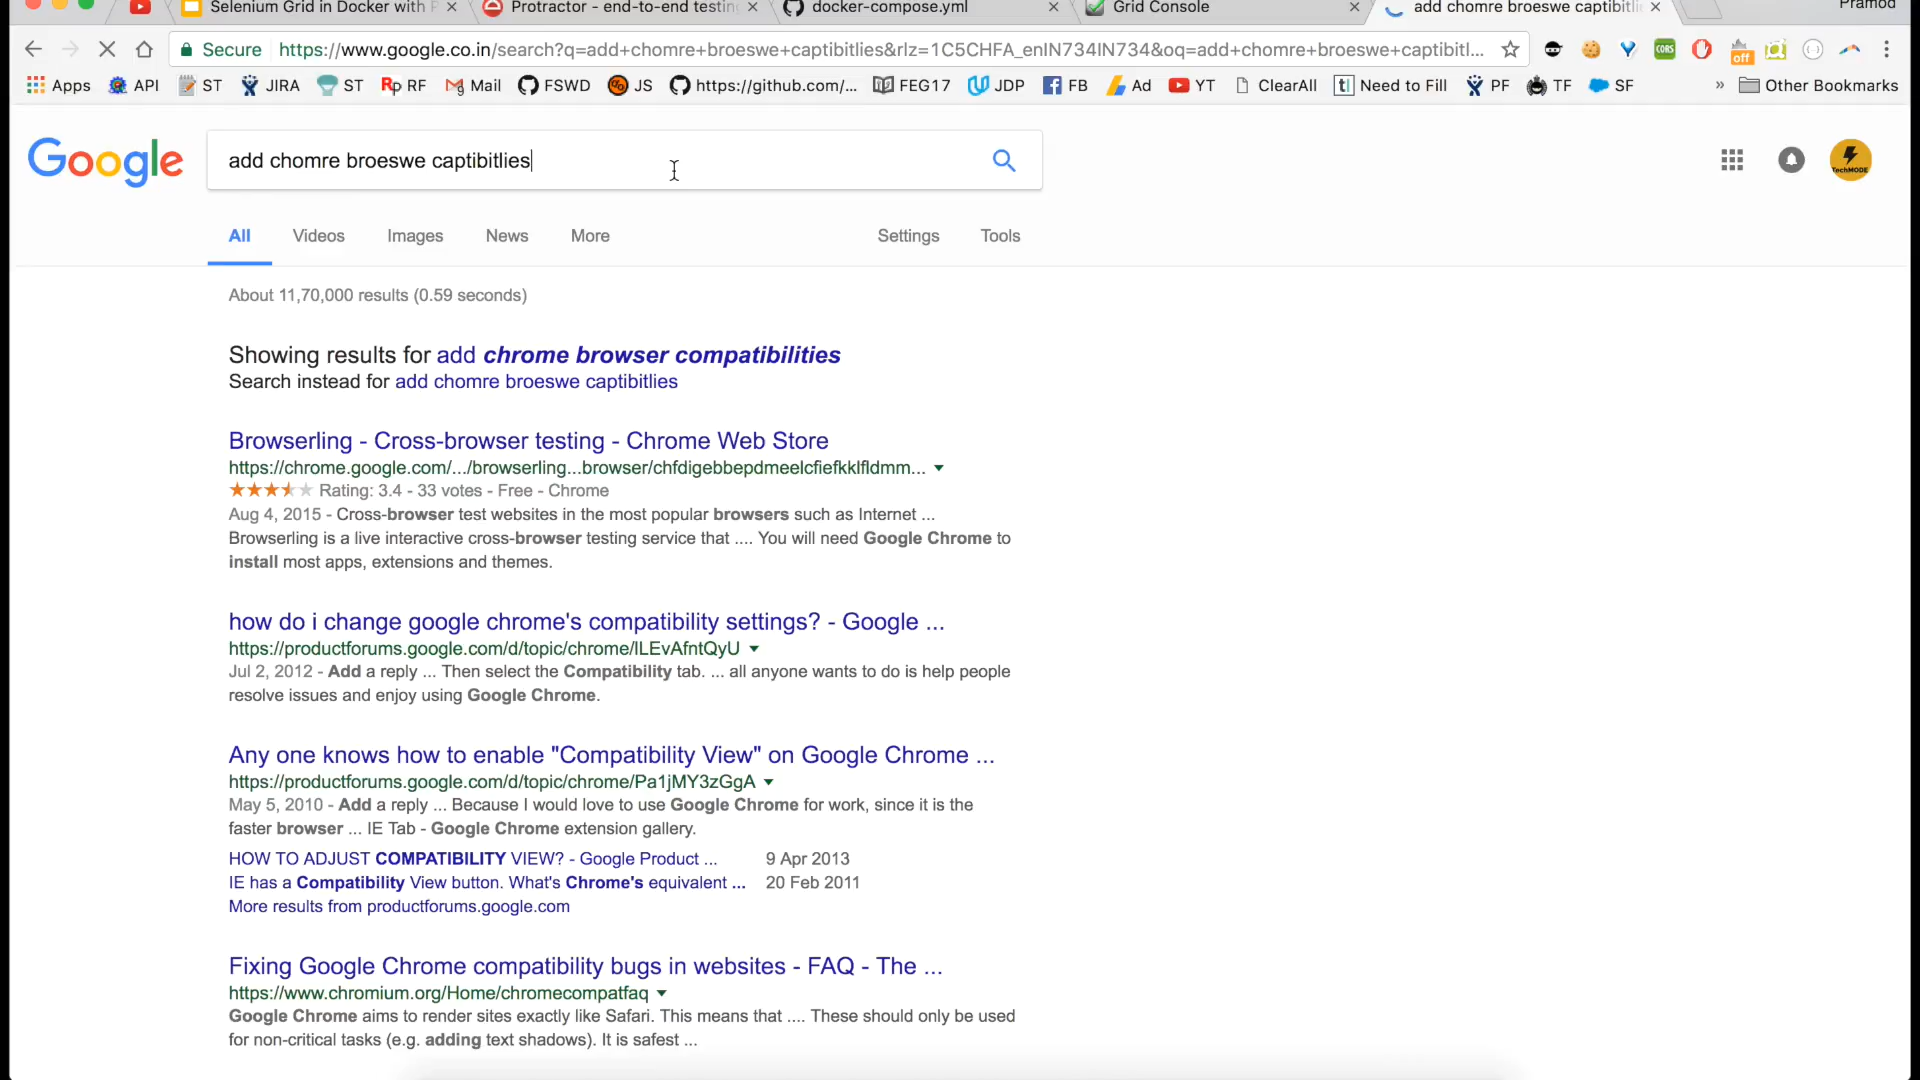 Selenium Grid in Docker with P
Protractor - end-to-end testing
docker-compose.yml
Grid Console
add chomre broeswe captibitli
Pramod
Secure https://www.google.co.in/search?q=add+chomre+broeswe+captibitlies&rlz=1C5CHFA_enIN734IN734&oq=add+chomre+broeswe+captibitl...
CORS
off
Apps API ST JIRA ST Rp RF Mail FSWD JS https://github.com/... FEG17 JDP FB Ad YT ClearAll Need to Fill PF TF SF » Other Bookmarks
Google
add chomre broeswe captibitlies
TechMODE
All Videos Images News More Settings Tools
About 11,70,000 results (0.59 seconds)
Showing results for add chrome browser compatibilities
Search instead for add chomre broeswe captibitlies
Browserling - Cross-browser testing - Chrome Web Store
https://chrome.google.com/.../browserling...browser/chfdigebbepdmeelcfiefkklfldmm...
Rating: 3.4 - 33 votes - Free - Chrome
Aug 4, 2015 - Cross-browser test websites in the most popular browsers such as Internet ...
Browserling is a live interactive cross-browser testing service that .... You will need Google Chrome to
install most apps, extensions and themes.
how do i change google chrome's compatibility settings? - Google ...
https://productforums.google.com/d/topic/chrome/lLEvAfntQyU
Jul 2, 2012 - Add a reply ... Then select the Compatibility tab. ... all anyone wants to do is help people
resolve issues and enjoy using Google Chrome.
Any one knows how to enable "Compatibility View" on Google Chrome ...
https://productforums.google.com/d/topic/chrome/Pa1jMY3zGgA
May 5, 2010 - Add a reply ... Because I would love to use Google Chrome for work, since it is the
faster browser ... IE Tab - Google Chrome extension gallery.
HOW TO ADJUST COMPATIBILITY VIEW? - Google Product ... 9 Apr 2013
IE has a Compatibility View button. What's Chrome's equivalent ... 20 Feb 2011
More results from productforums.google.com
Fixing Google Chrome compatibility bugs in websites - FAQ - The ...
https://www.chromium.org/Home/chromecompatfaq
Google Chrome aims to render sites exactly like Safari. This means that .... These should only be used
for non-critical tasks (e.g. adding text shadows). It is safest ...